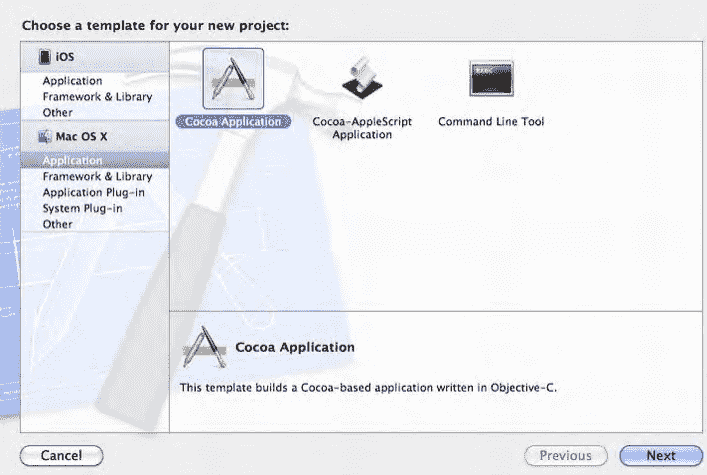 Choose a template for your new project:
iOS
Application
Framework & Library
Other
Mac OS X
Application
Framework & Library
Application Plug-in
System Plug-in
Other
Cocoa Application
Cocoa-AppleScript
Application
Command Line Tool
Cocoa Application
This template builds a Cocoa-based application written in Objective-C.
Cancel
Previous
Next